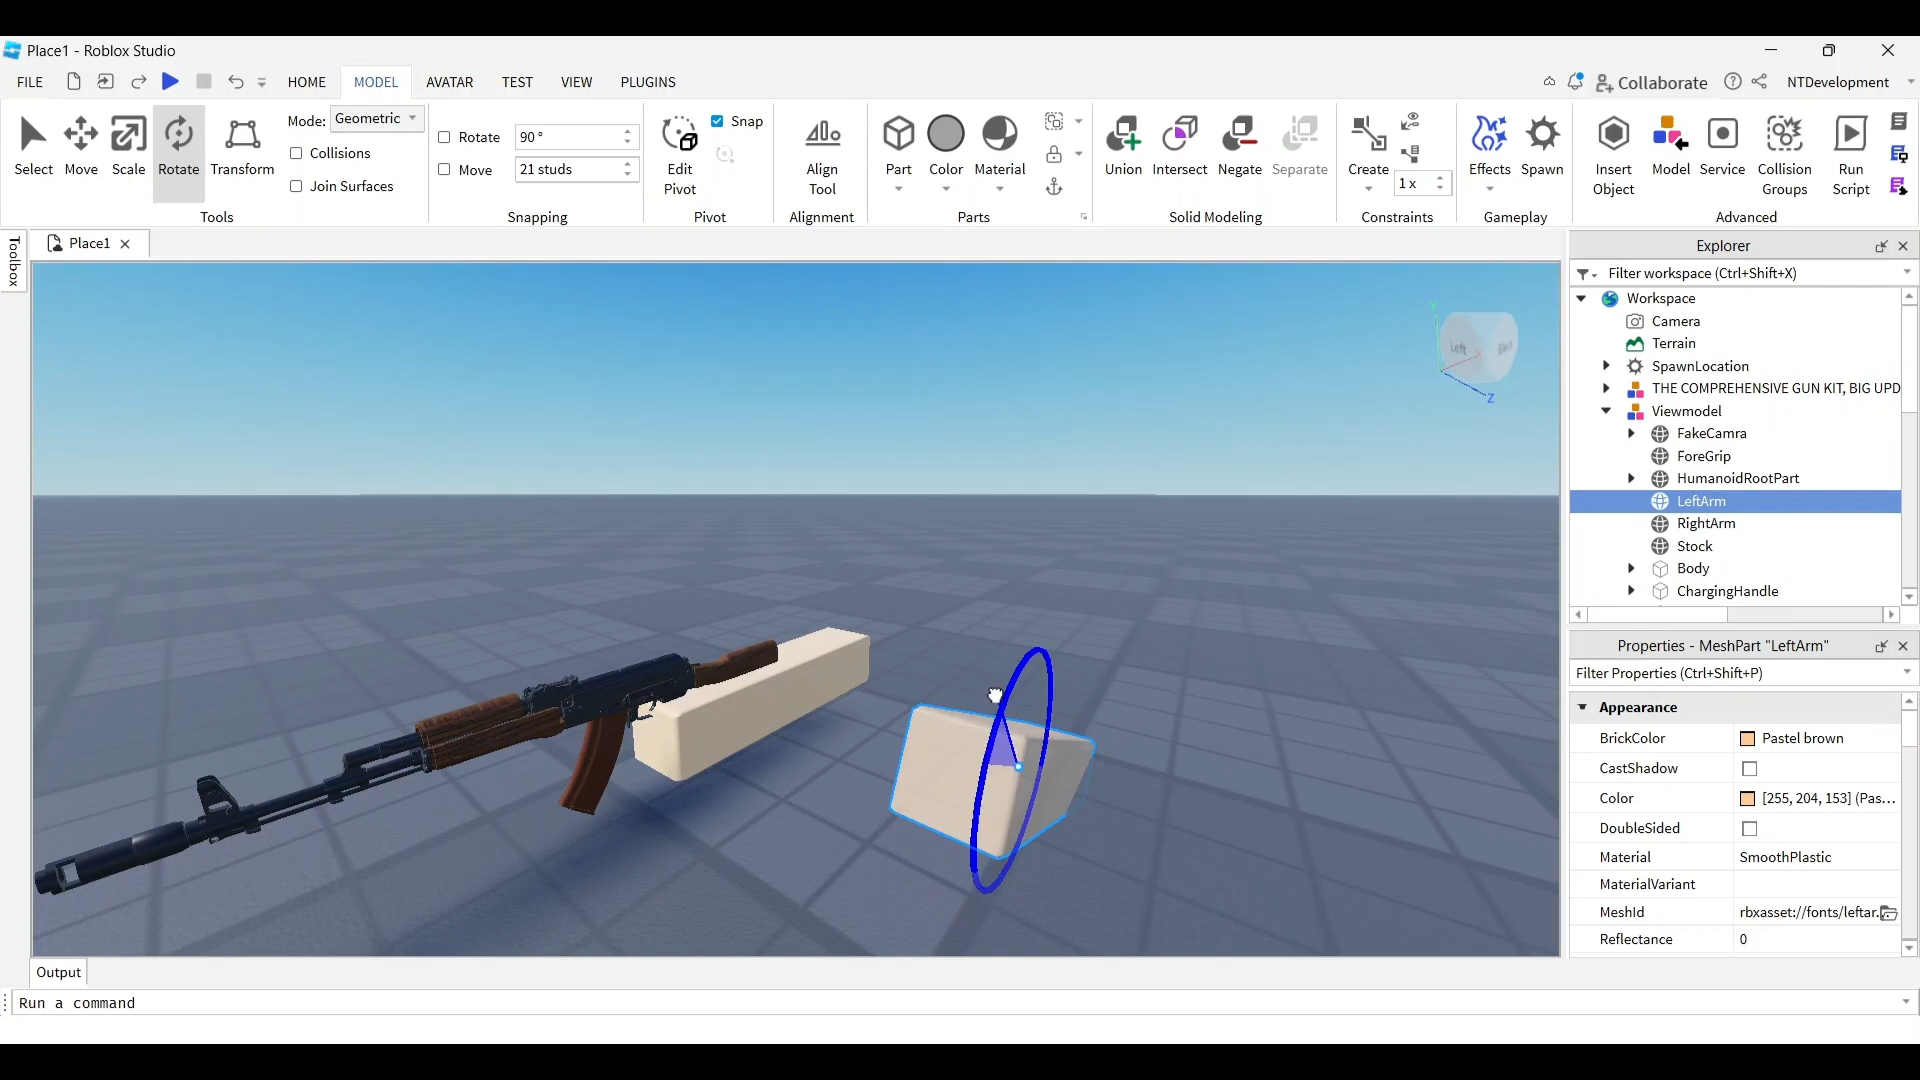 Place1 - Roblox Studio
FILE HOME MODEL AVATAR TEST VIEW PLUGINS Collaborate NTDevelopment
Select Move Scale Rotate Transform
Mode: Geometric
Collisions
Join Surfaces
Tools
Rotate 90 °
Move 21 studs
Snapping
Edit Pivot
Snap
Pivot
Align Tool
Alignment
Part Color Material
Parts
Union Intersect Negate Separate
Solid Modeling
Create 1 x
Constraints
Effects Spawn
Gameplay
Insert Object Model Service Collision Groups Run Script
Advanced
Toolbox
Place1
Left
Z
Explorer
Filter workspace (Ctrl+Shift+X)
Workspace
Camera
Terrain
SpawnLocation
THE COMPREHENSIVE GUN KIT, BIG UPD
Viewmodel
FakeCamra
ForeGrip
HumanoidRootPart
LeftArm
RightArm
Stock
Body
ChargingHandle
Properties - MeshPart "LeftArm"
Filter Properties (Ctrl+Shift+P)
Appearance
BrickColor Pastel brown
CastShadow
Color [255, 204, 153] (Pas...
DoubleSided
Material SmoothPlastic
MaterialVariant
MeshId rbxasset://fonts/leftar...
Reflectance 0
Output
Run a command